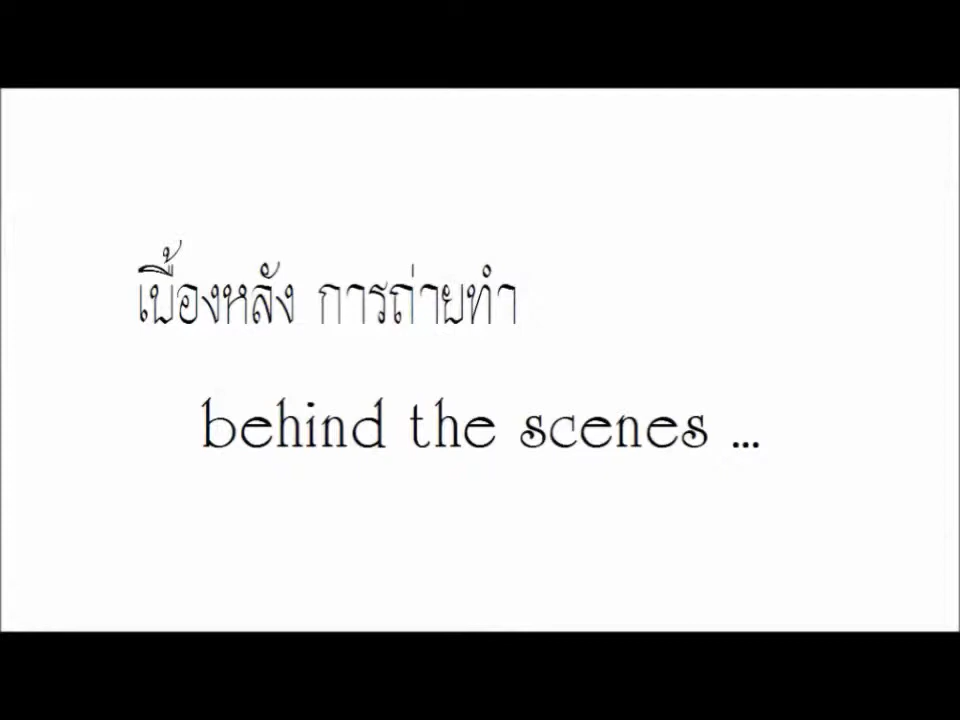 เบื้องหลัง การถ่ายทำ
behind the scenes ...